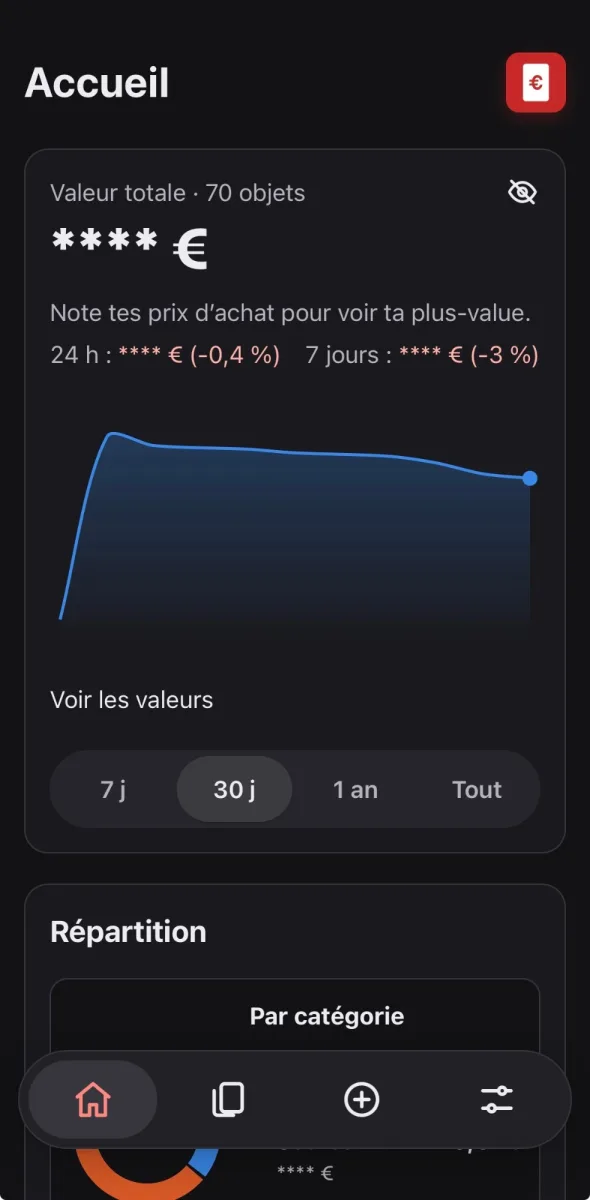 Accueil
€
Valeur totale · 70 objets
**** €
Note tes prix d’achat pour voir ta plus-value.
24 h : **** € (-0,4 %) 7 jours : **** € (-3 %)
Voir les valeurs
7 j 30 j 1 an Tout
Répartition
Par catégorie
**** €